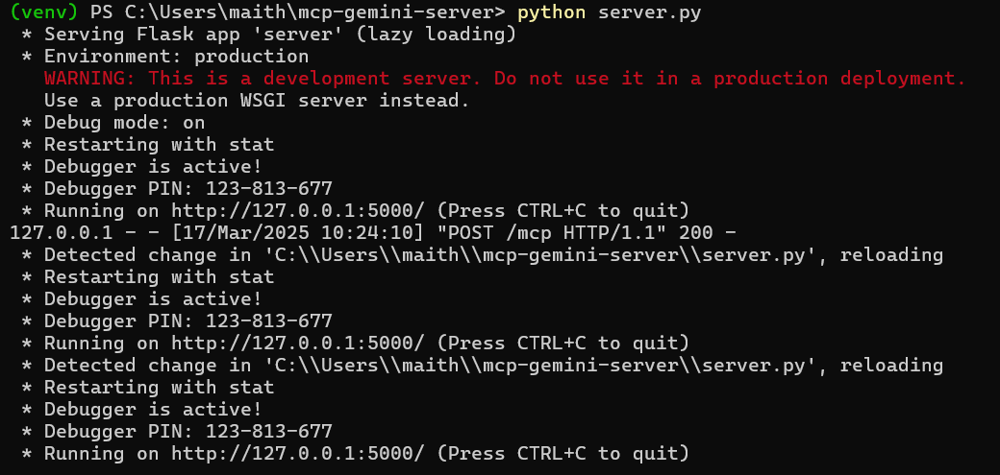 (venv) PS C:\Users\maith\mcp-gemini-server> python server.py
* Serving Flask app 'server' (lazy loading)
* Environment: production
WARNING: This is a development server. Do not use it in a production deployment.
Use a production WSGI server instead.
* Debug mode: on
* Restarting with stat
* Debugger is active!
* Debugger PIN: 123-813-677
* Running on http://127.0.0.1:5000/ (Press CTRL+C to quit)
127.0.0.1 - - [17/Mar/2025 10:24:10] "POST /mcp HTTP/1.1" 200 -
* Detected change in 'C:\\Users\\maith\\mcp-gemini-server\\server.py', reloading
* Restarting with stat
* Debugger is active!
* Debugger PIN: 123-813-677
* Running on http://127.0.0.1:5000/ (Press CTRL+C to quit)
* Detected change in 'C:\\Users\\maith\\mcp-gemini-server\\server.py', reloading
* Restarting with stat
* Debugger is active!
* Debugger PIN: 123-813-677
* Running on http://127.0.0.1:5000/ (Press CTRL+C to quit)